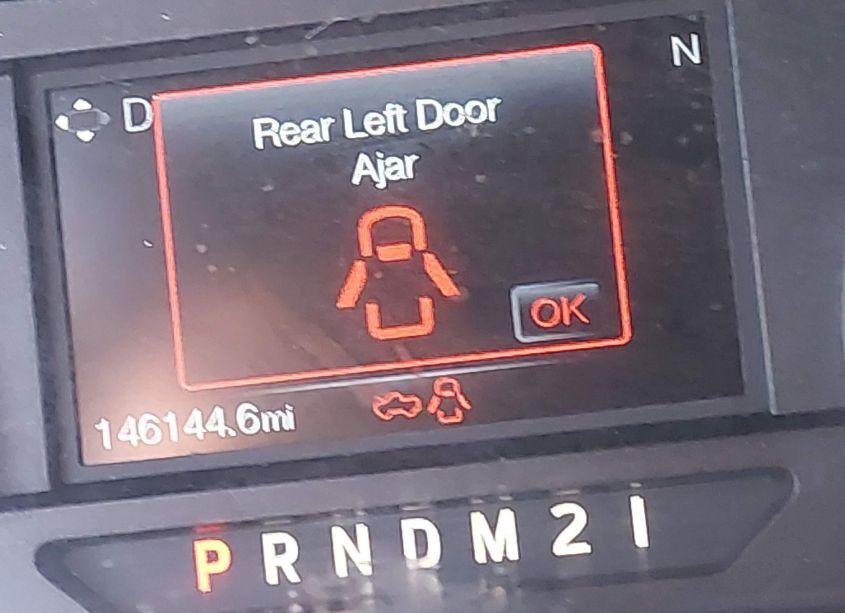 N
D
Rear Left Door
Ajar
OK
146144.6mi
P R N D M 2 1